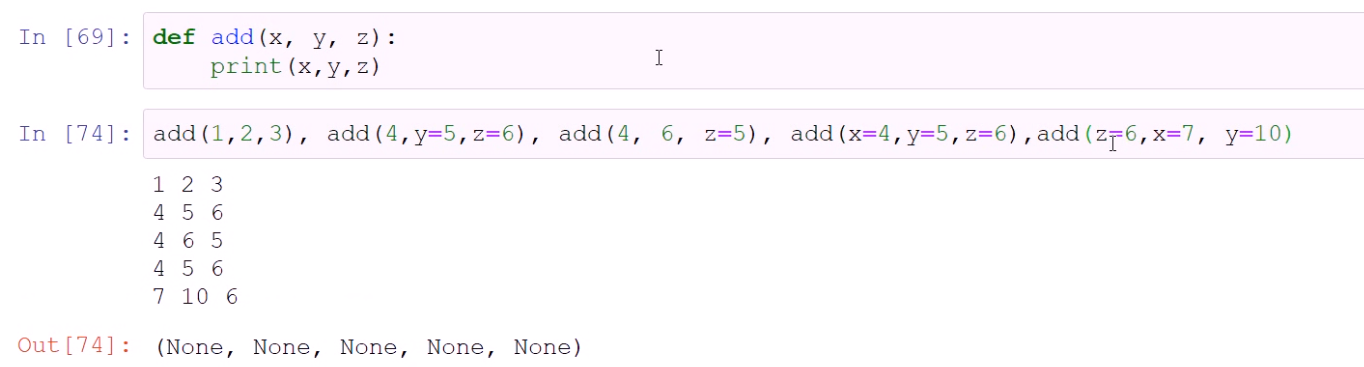 In [69]: def add(x, y, z):
    print(x,y,z)
In [74]: add(1,2,3), add(4,y=5,z=6), add(4, 6, z=5), add(x=4,y=5,z=6),add(z=6,x=7, y=10)
1 2 3
4 5 6
4 6 5
4 5 6
7 10 6
Out[74]: (None, None, None, None, None)